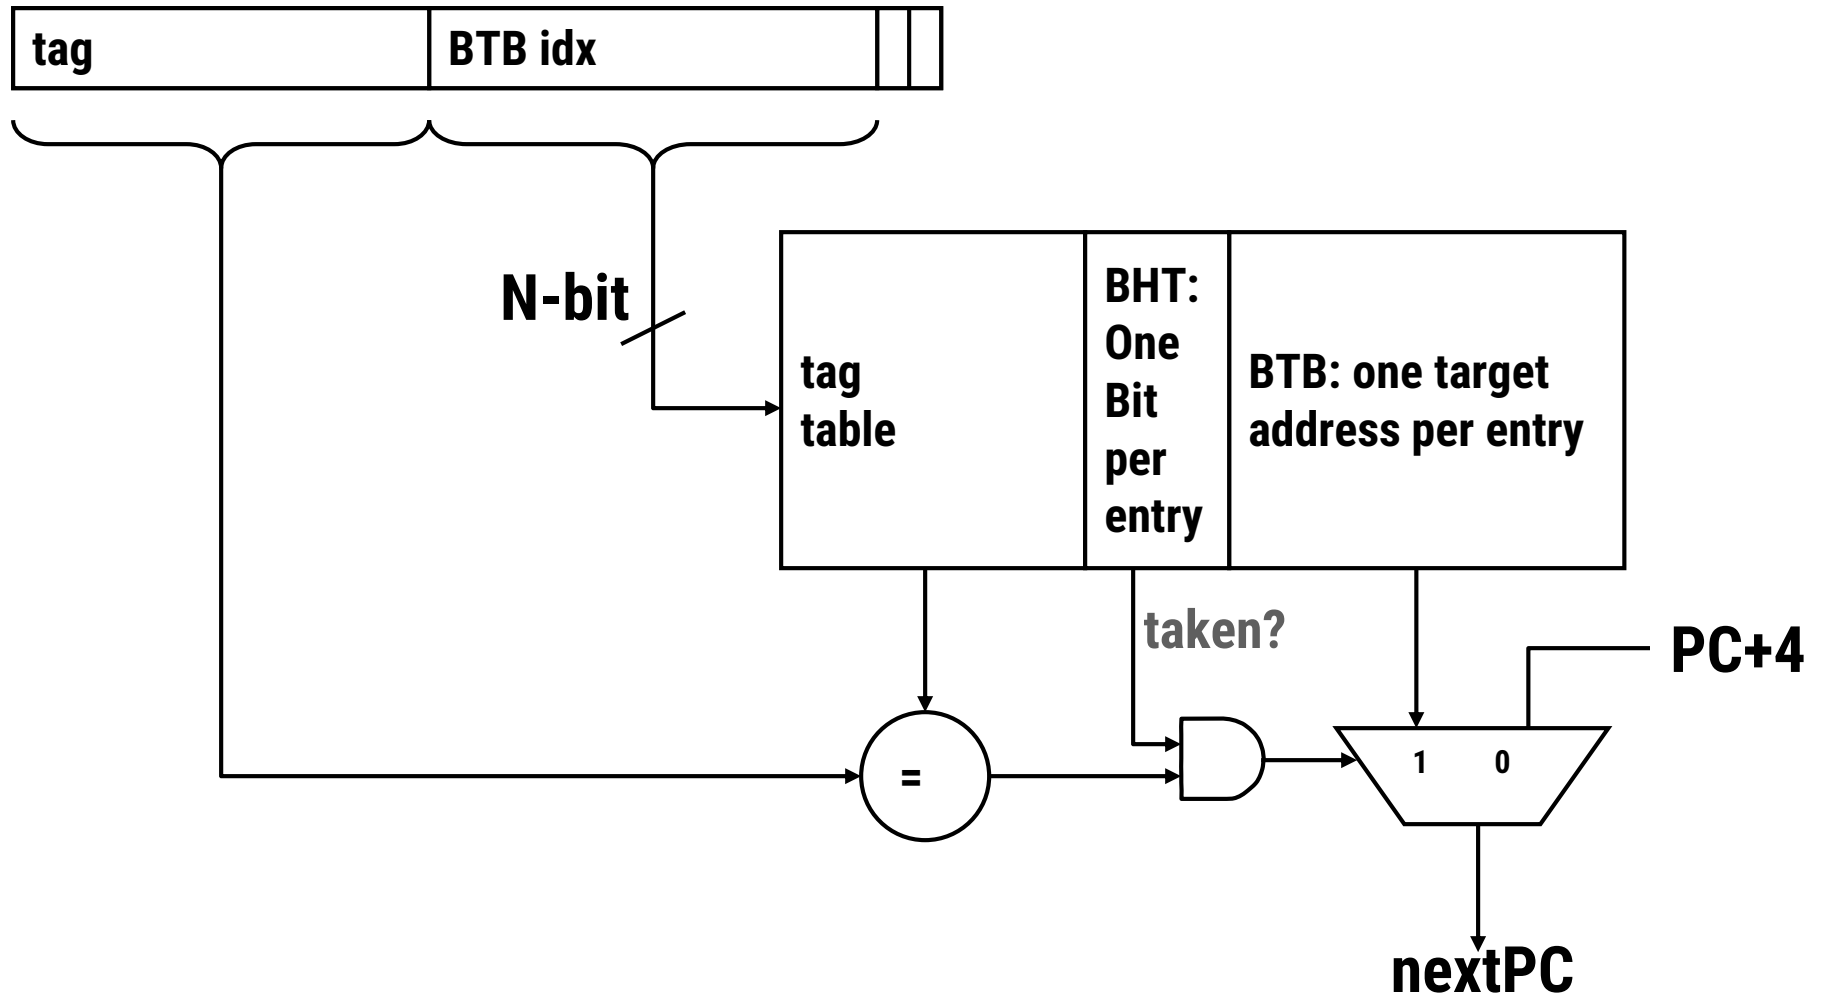 tag
BTB idx
N-bit
tag
table
BHT:
One
Bit
per
entry
BTB: one target
address per entry
taken?
PC+4
=
1
0
nextPC